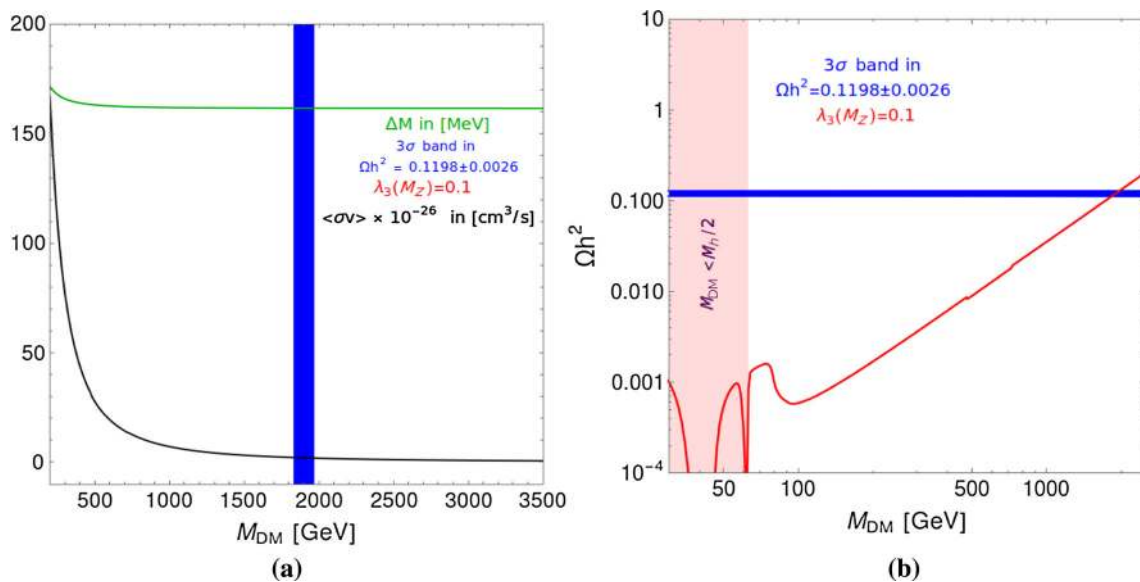 200
150
100
50
0
500 1000 1500 2000 2500 3000 3500
M_DM [GeV]
ΔM in [MeV]
3σ band in
Ωh² = 0.1198±0.0026
λ₃(M_Z)=0.1
<σv> × 10⁻²⁶ in [cm³/s]
(a)
10
1
0.100
0.010
0.001
10⁻⁴
Ωh²
50 100 500 1000
M_DM [GeV]
3σ band in
Ωh²=0.1198±0.0026
λ₃(M_Z)=0.1
M_DM <M_h/2
(b)